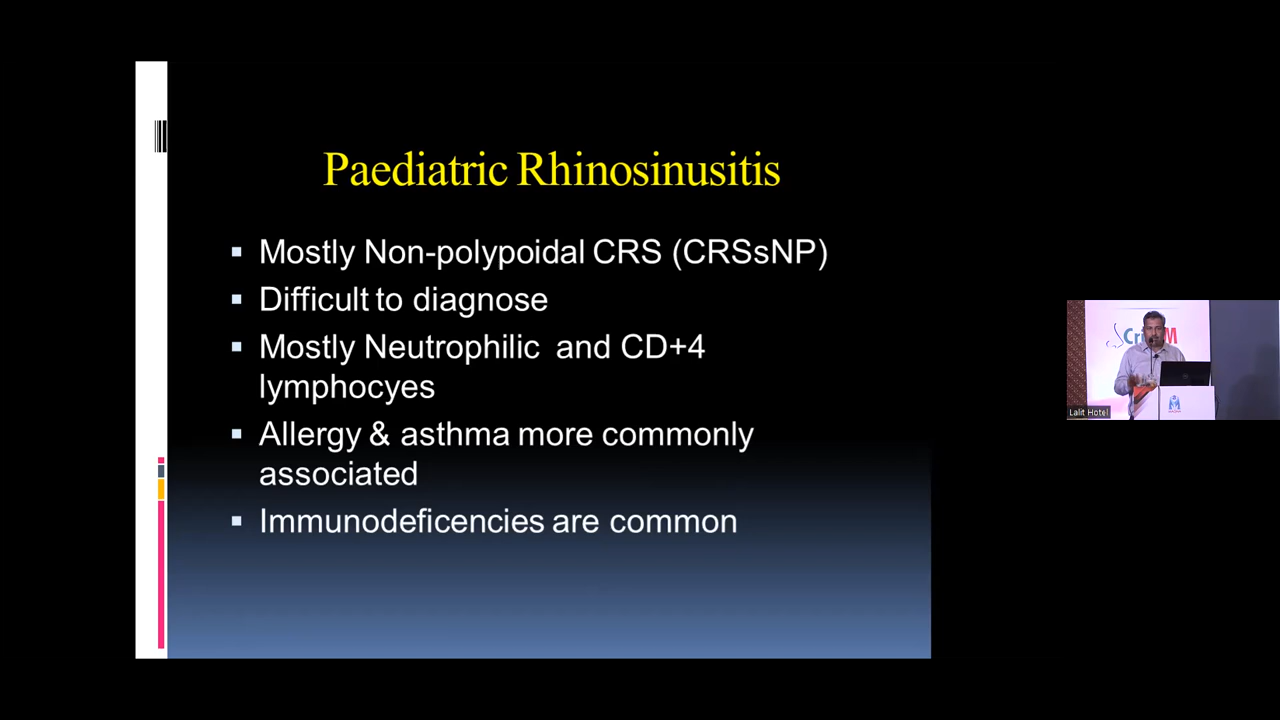 Paediatric Rhinosinusitis
▪ Mostly Non-polypoidal CRS (CRSsNP)
▪ Difficult to diagnose
▪ Mostly Neutrophilic and CD+4
lymphocyes
▪ Allergy & asthma more commonly
associated
▪ Immunodeficencies are common
Lalit Hotel